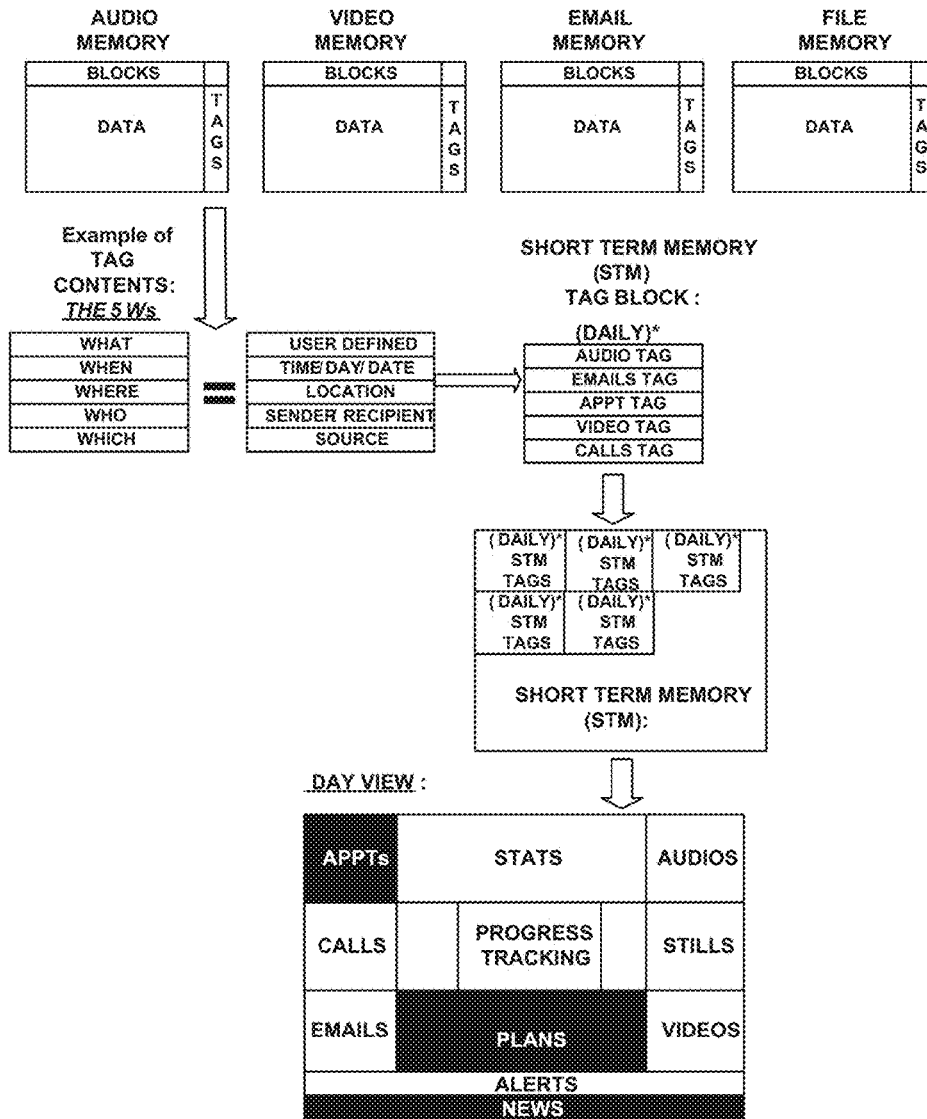 AUDIO MEMORY
VIDEO MEMORY
EMAIL MEMORY
FILE MEMORY
BLOCKS
DATA
TAGS
BLOCKS
DATA
TAGS
BLOCKS
DATA
TAGS
BLOCKS
DATA
TAGS
Example of
TAG
CONTENTS:
THE 5 Ws
WHAT
WHEN
WHERE
WHO
WHICH
=
USER DEFINED
TIME/DAY/DATE
LOCATION
SENDER RECIPIENT
SOURCE
SHORT TERM MEMORY
(STM)
TAG BLOCK :
(DAILY)*
AUDIO TAG
EMAILS TAG
APPT TAG
VIDEO TAG
CALLS TAG
(DAILY)*
STM
TAGS
(DAILY)*
STM
TAGS
(DAILY)*
STM
TAGS
(DAILY)*
STM
TAGS
(DAILY)*
STM
TAGS
SHORT TERM MEMORY
(STM):
DAY VIEW :
APPTs
STATS
AUDIOS
CALLS
PROGRESS
TRACKING
STILLS
EMAILS
PLANS
VIDEOS
ALERTS
NEWS